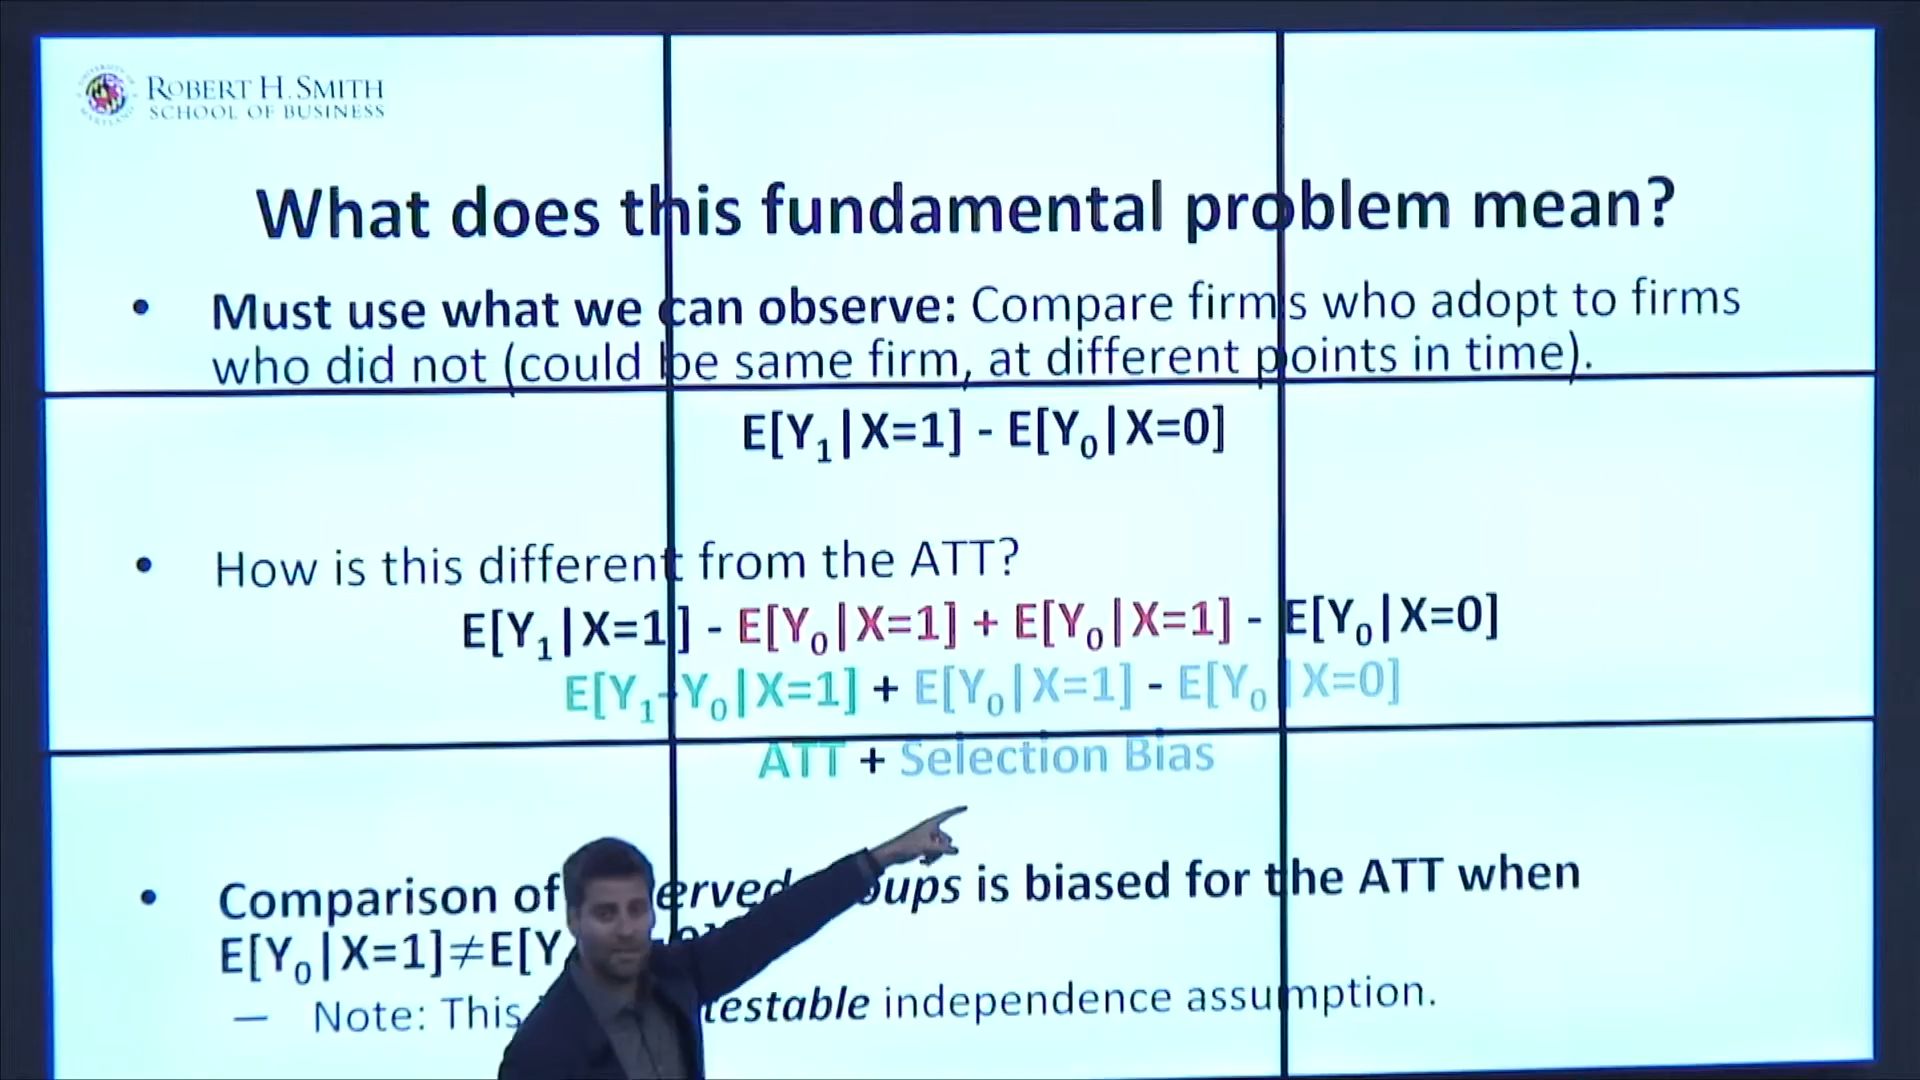 ROBERT H. SMITH
SCHOOL OF BUSINESS
What does this fundamental problem mean?
• Must use what we can observe: Compare firms who adopt to firms
who did not (could be same firm, at different points in time).
E[Y₁|X=1] - E[Y₀|X=0]
• How is this different from the ATT?
E[Y₁|X=1] - E[Y₀|X=1] + E[Y₀|X=1] - E[Y₀|X=0]
E[Y₁-Y₀|X=1] + E[Y₀|X=1] - E[Y₀|X=0]
ATT + Selection Bias
• Comparison of is biased for the ATT when
E[Y₀|X=1]≠E[Y
— Note: This testable independence assumption.